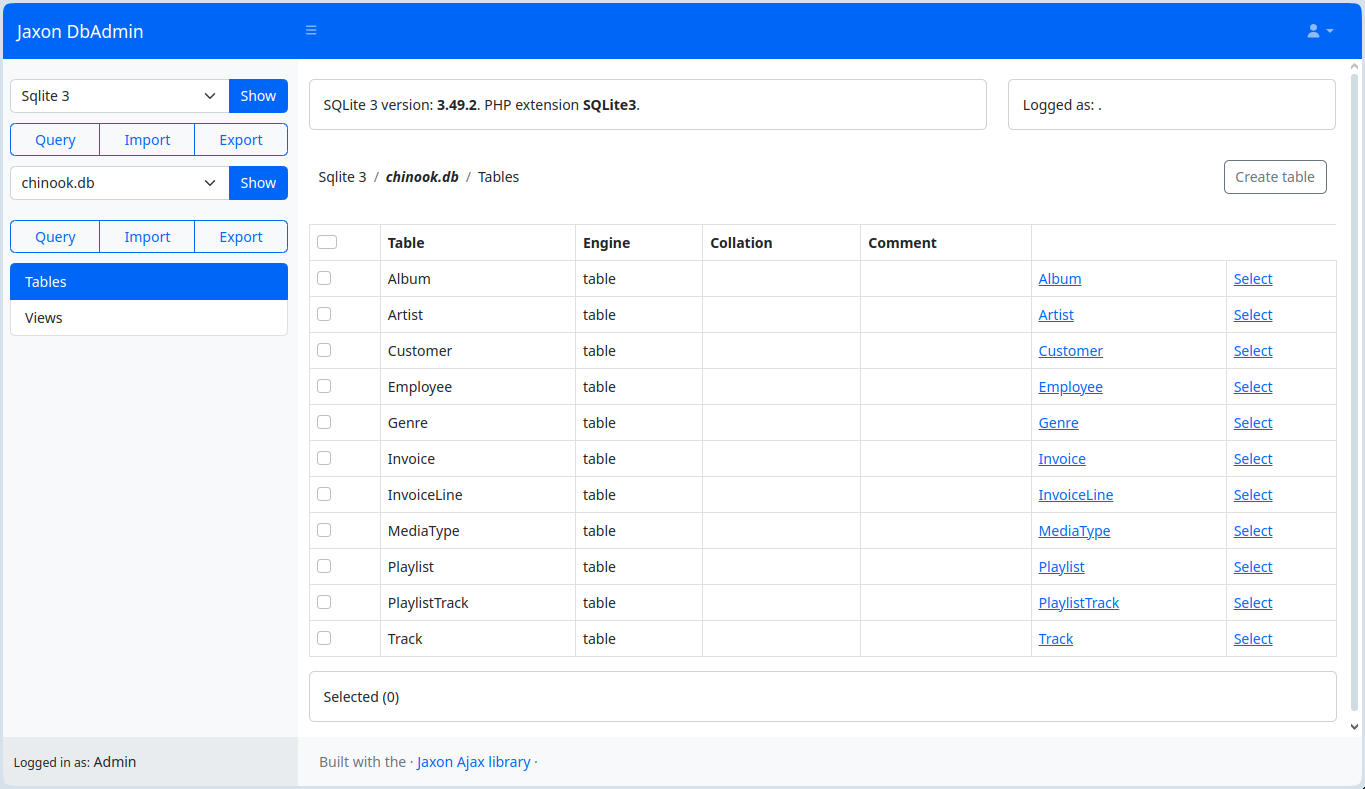 Jaxon DbAdmin
Sqlite 3 Show
Query Import Export
chinook.db Show
Query Import Export
Tables
Views
SQLite 3 version: 3.49.2. PHP extension SQLite3.
Logged as: .
Sqlite 3 / chinook.db / Tables
Create table
Table Engine Collation Comment
Album table Album Select
Artist table Artist Select
Customer table Customer Select
Employee table Employee Select
Genre table Genre Select
Invoice table Invoice Select
InvoiceLine table InvoiceLine Select
MediaType table MediaType Select
Playlist table Playlist Select
PlaylistTrack table PlaylistTrack Select
Track table Track Select
Selected (0)
Logged in as: Admin
Built with the · Jaxon Ajax library ·